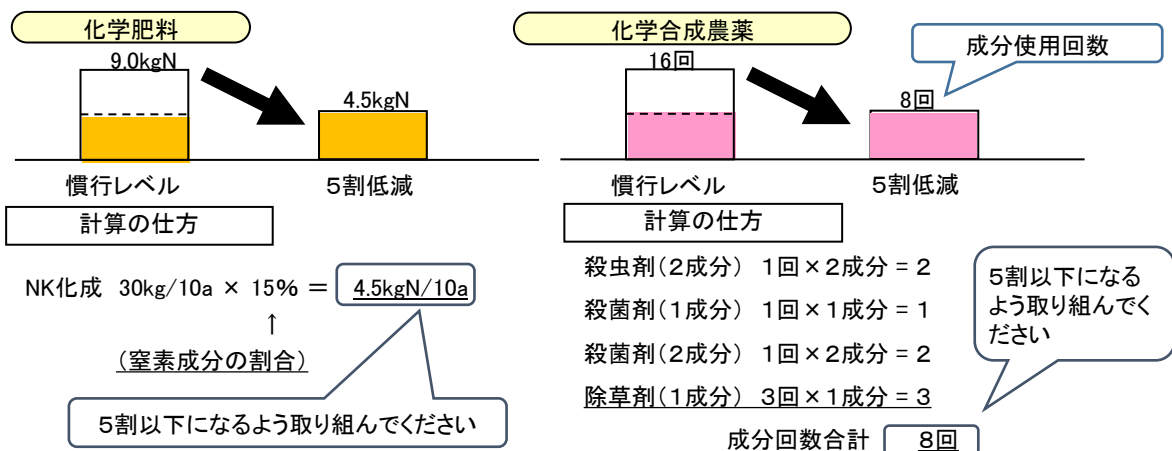 化学肥料
9.0kgN
4.5kgN
慣行レベル
5割低減
計算の仕方
NK化成 30kg/10a × 15% = 4.5kgN/10a
↑
(窒素成分の割合)
5割以下になるよう取り組んでください
化学合成農薬
成分使用回数
16回
8回
慣行レベル
5割低減
計算の仕方
殺虫剤(2成分) 1回×2成分 = 2
殺菌剤(1成分) 1回×1成分 = 1
殺菌剤(2成分) 1回×2成分 = 2
除草剤(1成分) 3回×1成分 = 3
成分回数合計 8回
5割以下になる
よう取り組んでく
ださい